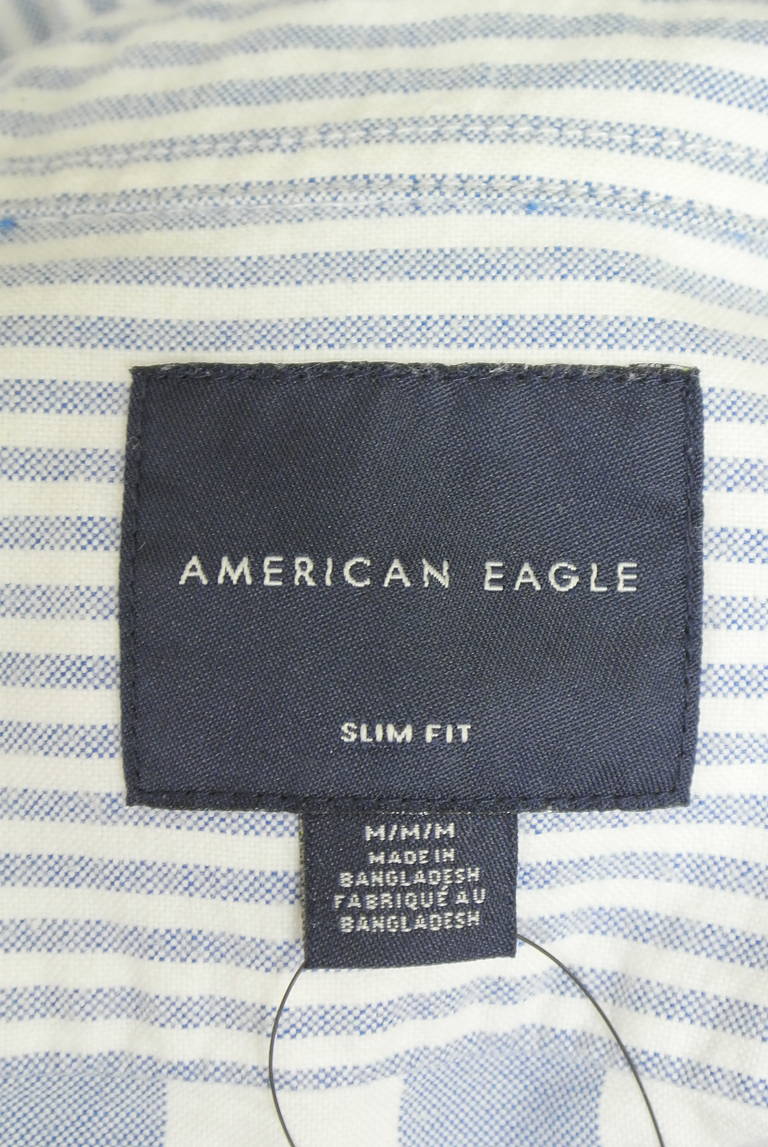 AMERICAN EAGLE
SLIM FIT
M/M/M
MADE IN
BANGLADESH
FABRIQUÉ AU
BANGLADESH